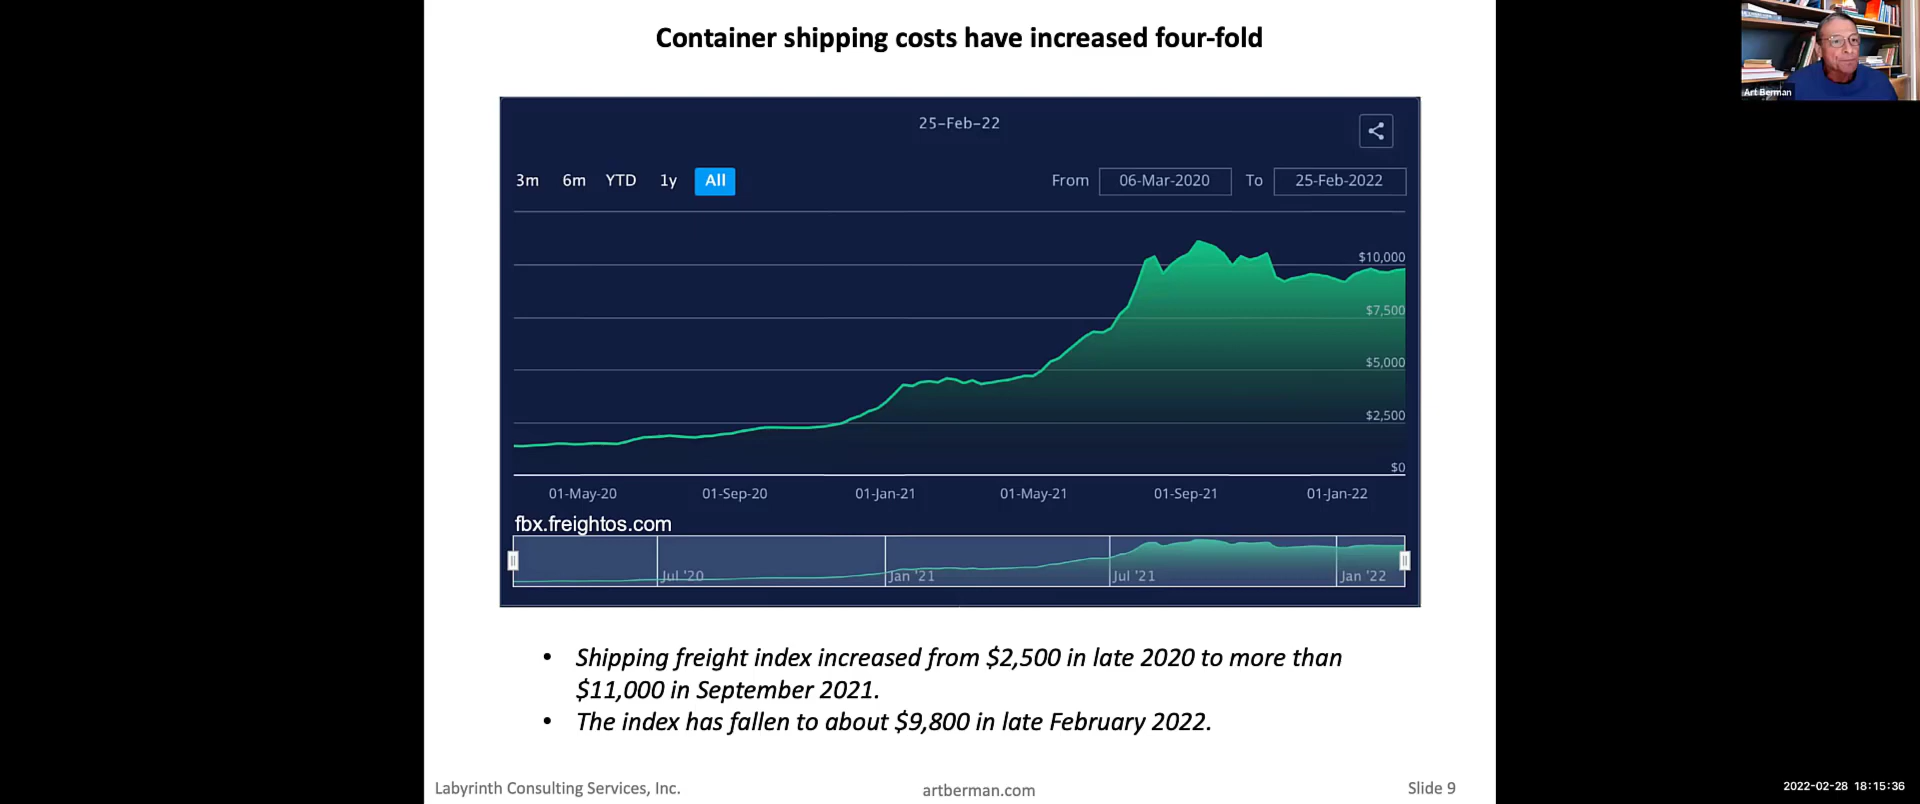 Container shipping costs have increased four-fold
Art Berman
25-Feb-22
3m 6m YTD 1y All From 06-Mar-2020 To 25-Feb-2022
$10,000
$7,500
$5,000
$2,500
$0
01-May-20 01-Sep-20 01-Jan-21 01-May-21 01-Sep-21 01-Jan-22
fbx.freightos.com
Jul '20 Jan '21 Jul '21 Jan '22
• Shipping freight index increased from $2,500 in late 2020 to more than
$11,000 in September 2021.
• The index has fallen to about $9,800 in late February 2022.
Labyrinth Consulting Services, Inc. artberman.com Slide 9
2022-02-28 18:15:36